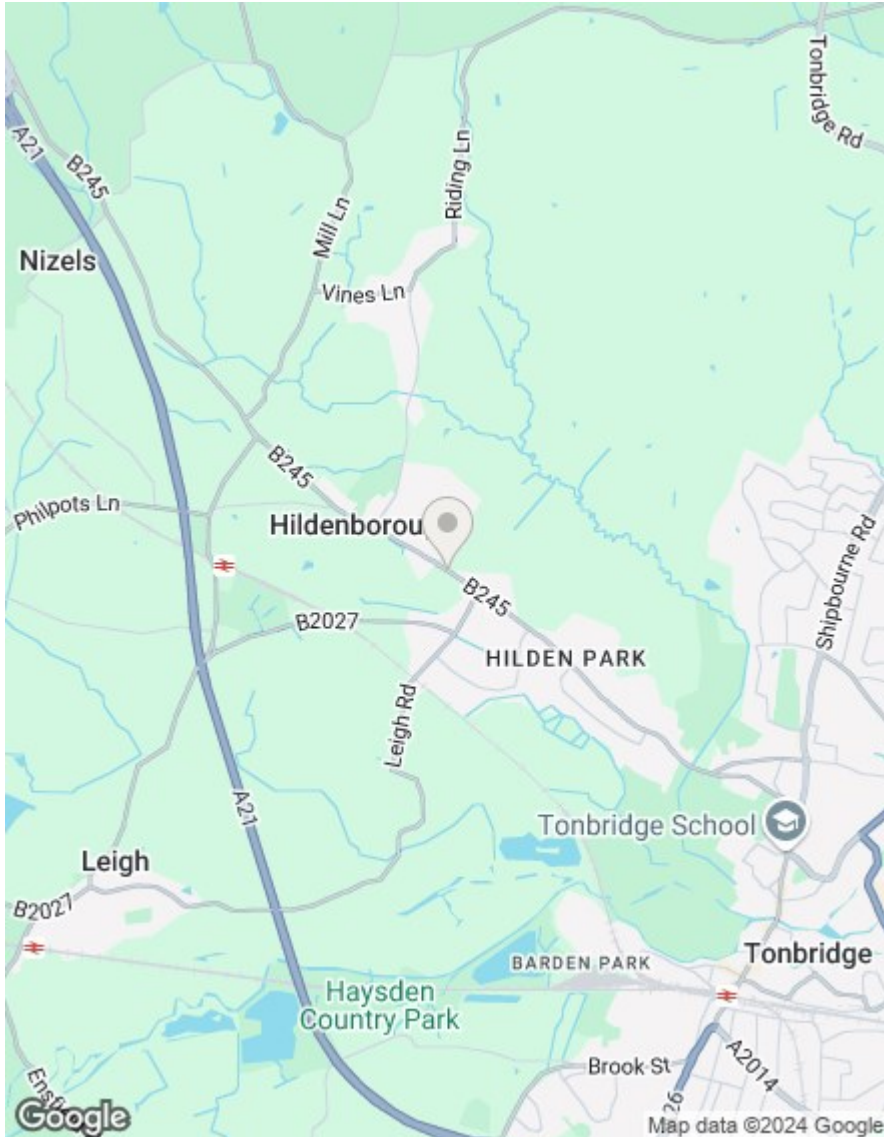 Tonbridge Rd
A21
B245
Riding Ln
Mill Ln
Nizels
Vines Ln
B245
Philpots Ln
Hildenborou
Shipbourne Rd
B245
B2027
HILDEN PARK
Leigh Rd
A21
Tonbridge School
Leigh
B2027
Tonbridge
BARDEN PARK
Haysden
Country Park
Brook St
A2014
26
Google
Map data ©2024 Google